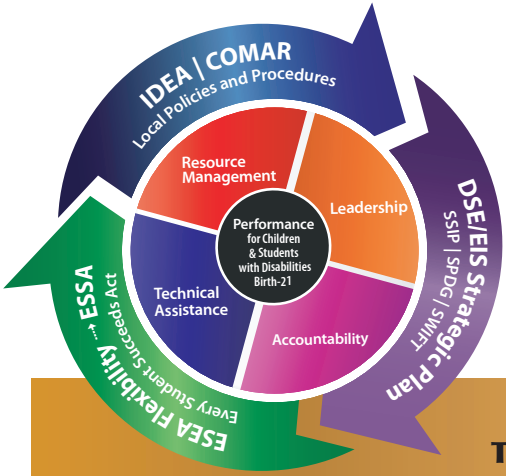 IDEA | COMAR
Local Policies and Procedures
DSE/EIS Strategic Plan
SSIP | SPDG | SWIFT
ESEA Flexibility ----> ESSA
Every Student Succeeds Act
Resource
Management
Leadership
Technical
Assistance
Accountability
Performance
for Children
& Students
with Disabilities
Birth-21
T